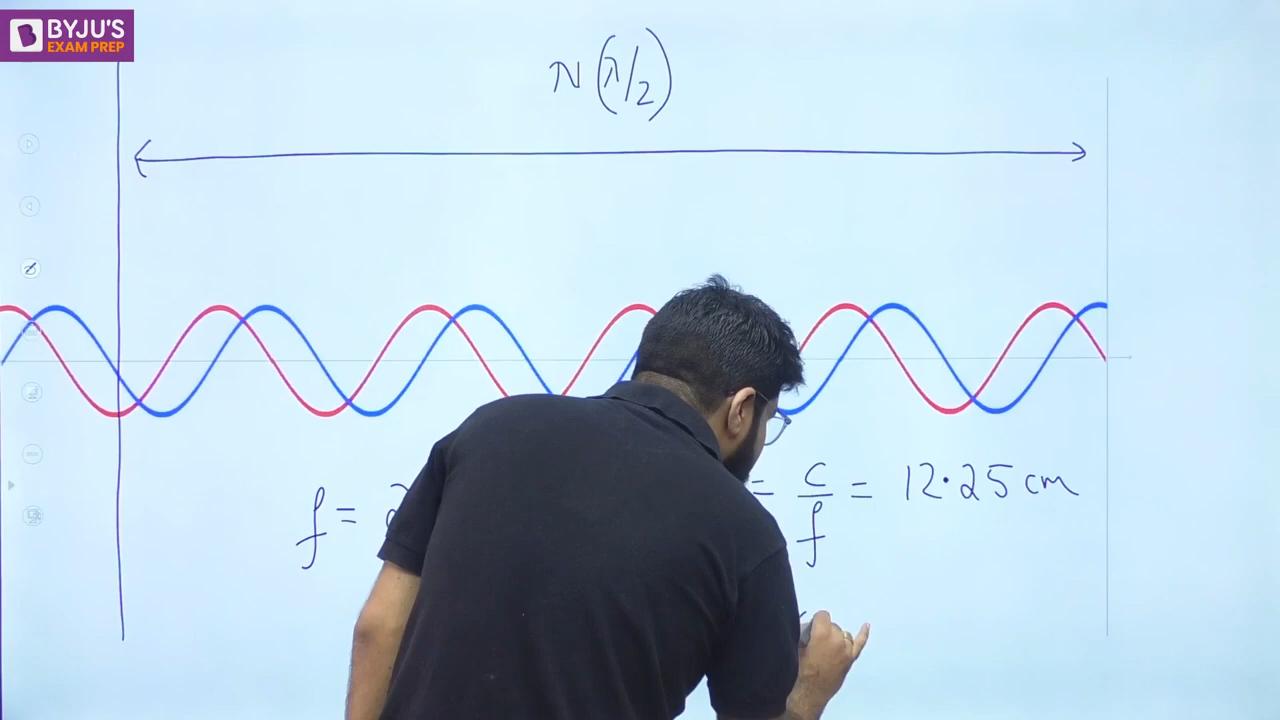 BYJU'S
EXAM PREP
N(π/2)
f =
= c/f = 12.25 cm